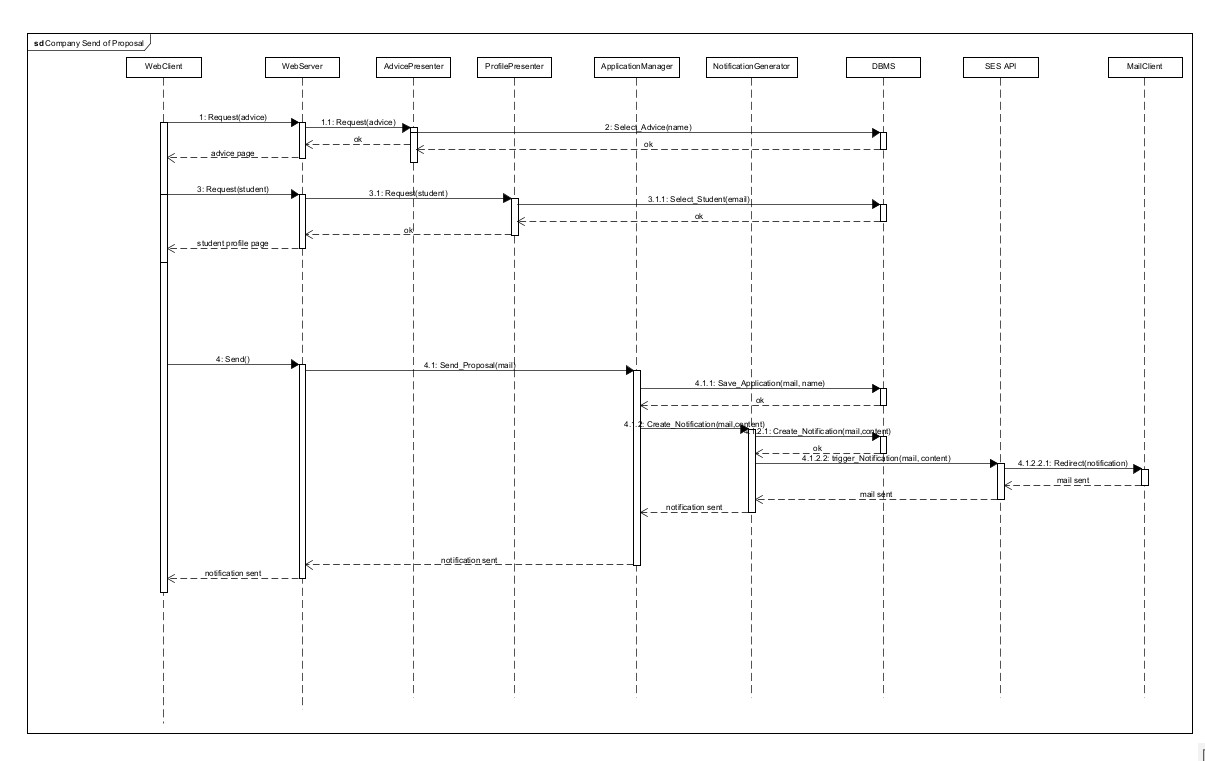 sd Company Send of Proposal
WebClient
WebServer
AdvicePresenter
ProfilePresenter
ApplicationManager
NotificationGenerator
DBMS
SES API
MailClient
1: Request(advice)
1.1: Request(advice)
2: Select_Advice(name)
ok
ok
advice page
3: Request(student)
3.1: Request(student)
3.1.1: Select_Student(email)
ok
ok
student profile page
4: Send()
4.1: Send_Proposal(mail)
4.1.1: Save_Application(mail, name)
ok
4.1.2: Create_Notification(mail,content)
4.1.2.1: Create_Notification(mail,content)
ok
4.1.2.2: trigger_Notification(mail, content)
4.1.2.2.1: Redirect(notification)
mail sent
mail sent
notification sent
notification sent
notification sent